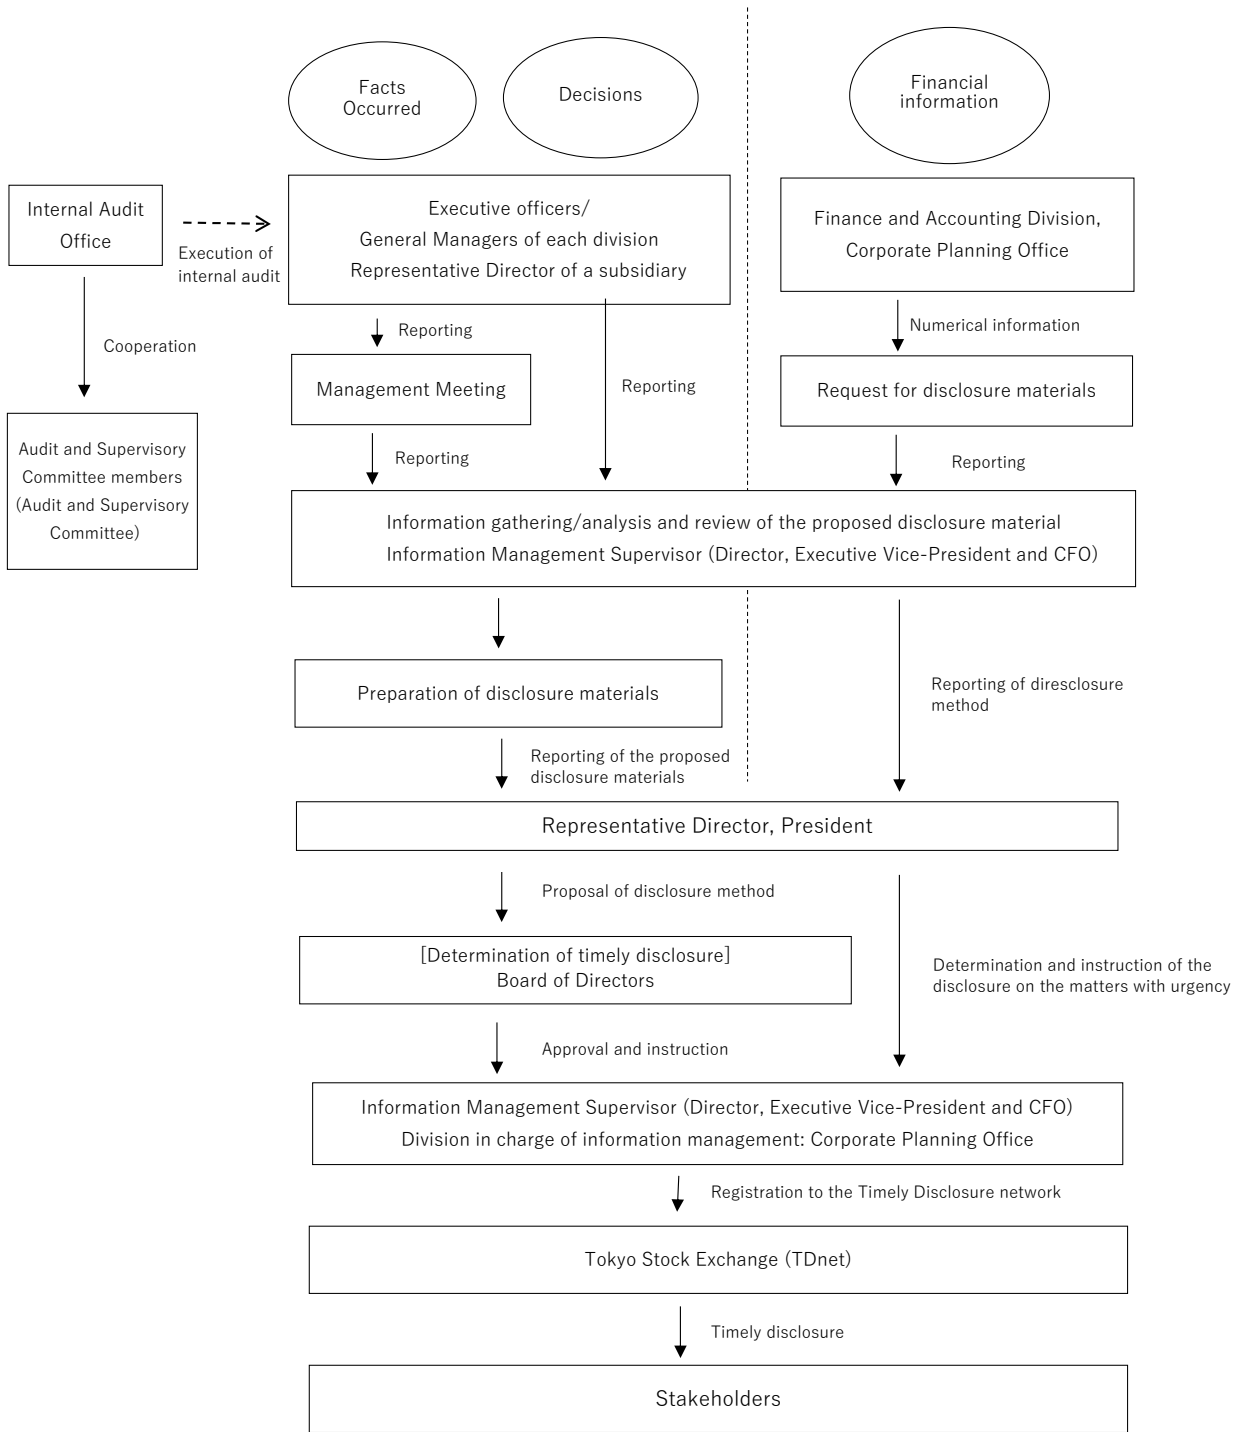 Facts
Occurred
Decisions
Financial
information
Internal Audit
Office
Execution of
internal audit
Executive officers/
General Managers of each division
Representative Director of a subsidiary
Finance and Accounting Division,
Corporate Planning Office
Cooperation
Reporting
Numerical information
Management Meeting
Reporting
Request for disclosure materials
Audit and Supervisory
Committee members
(Audit and Supervisory
Committee)
Reporting
Reporting
Information gathering/analysis and review of the proposed disclosure material
Information Management Supervisor (Director, Executive Vice-President and CFO)
Preparation of disclosure materials
Reporting of diresclosure
method
Reporting of the proposed
disclosure materials
Representative Director, President
Proposal of disclosure method
[Determination of timely disclosure]
Board of Directors
Determination and instruction of the
disclosure on the matters with urgency
Approval and instruction
Information Management Supervisor (Director, Executive Vice-President and CFO)
Division in charge of information management: Corporate Planning Office
Registration to the Timely Disclosure network
Tokyo Stock Exchange (TDnet)
Timely disclosure
Stakeholders